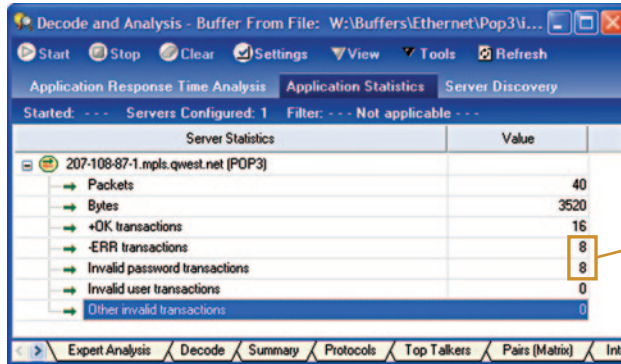 Decode and Analysis - Buffer From File: W:\Buffers\Ethernet\Pop3\i...
Start Stop Clear Settings View Tools Refresh
Application Response Time Analysis Application Statistics Server Discovery
Started: - - - Servers Configured: 1 Filter: - - - Not applicable - - -
Server Statistics Value
207-108-87-1.mpls.qwest.net (POP3)
Packets 40
Bytes 3520
+OK transactions 16
-ERR transactions 8
Invalid password transactions 8
Invalid user transactions 0
Other invalid transactions 0
Expert Analysis Decode Summary Protocols Top Talkers Pairs (Matrix) Int